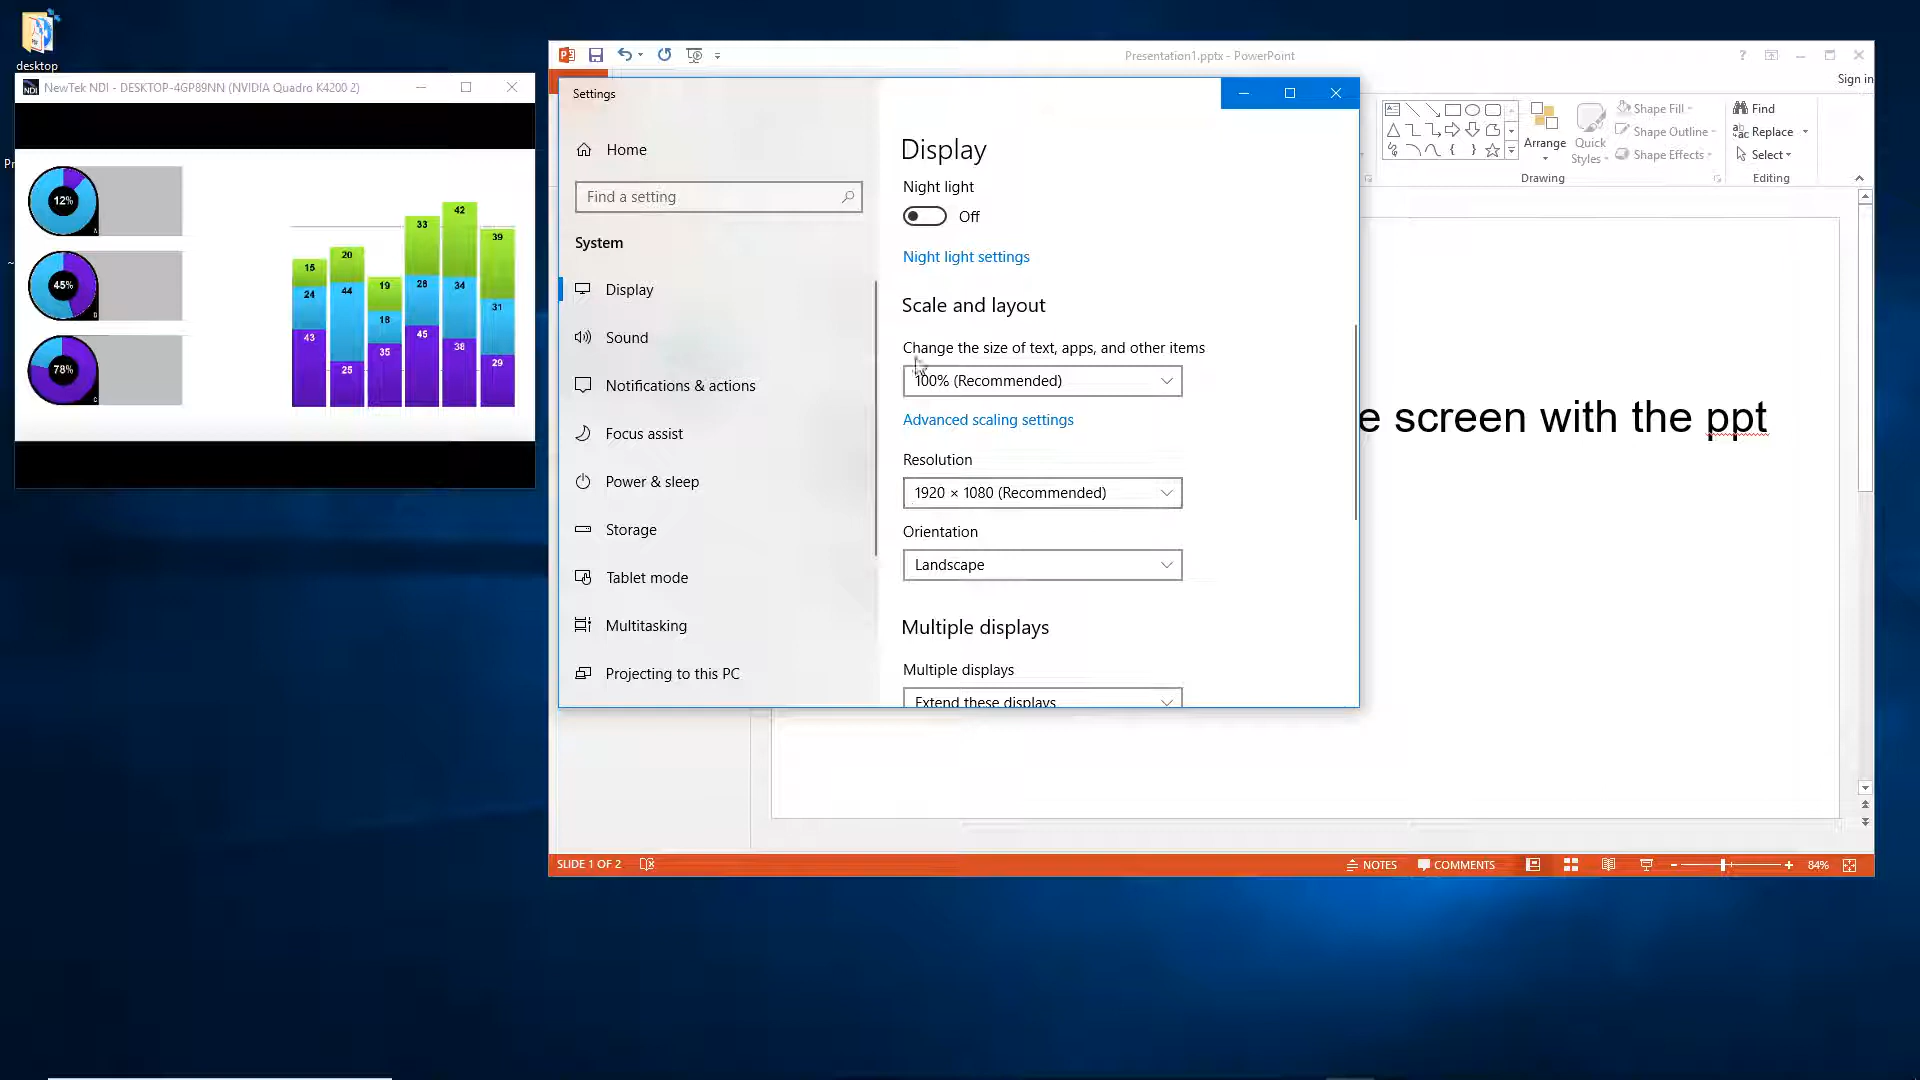 desktop
NewTek NDI - DESKTOP-4GP89NN (NVIDIA Quadro K4200 2)
12%
45%
78%
15
24
43
20
44
25
19
18
35
33
28
45
42
34
38
39
31
29
Presentation1.pptx - PowerPoint
Sign in
Shape Fill
Shape Outline
Shape Effects
Arrange
Quick
Styles
Drawing
Find
Replace
Select
Editing
Settings
Home
Find a setting
System
Display
Sound
Notifications & actions
Focus assist
Power & sleep
Storage
Tablet mode
Multitasking
Projecting to this PC
Display
Night light
Off
Night light settings
Scale and layout
Change the size of text, apps, and other items
100% (Recommended)
Advanced scaling settings
Resolution
1920 × 1080 (Recommended)
Orientation
Landscape
Multiple displays
Multiple displays
Extend these displays
e screen with the ppt
SLIDE 1 OF 2
NOTES
COMMENTS
84%